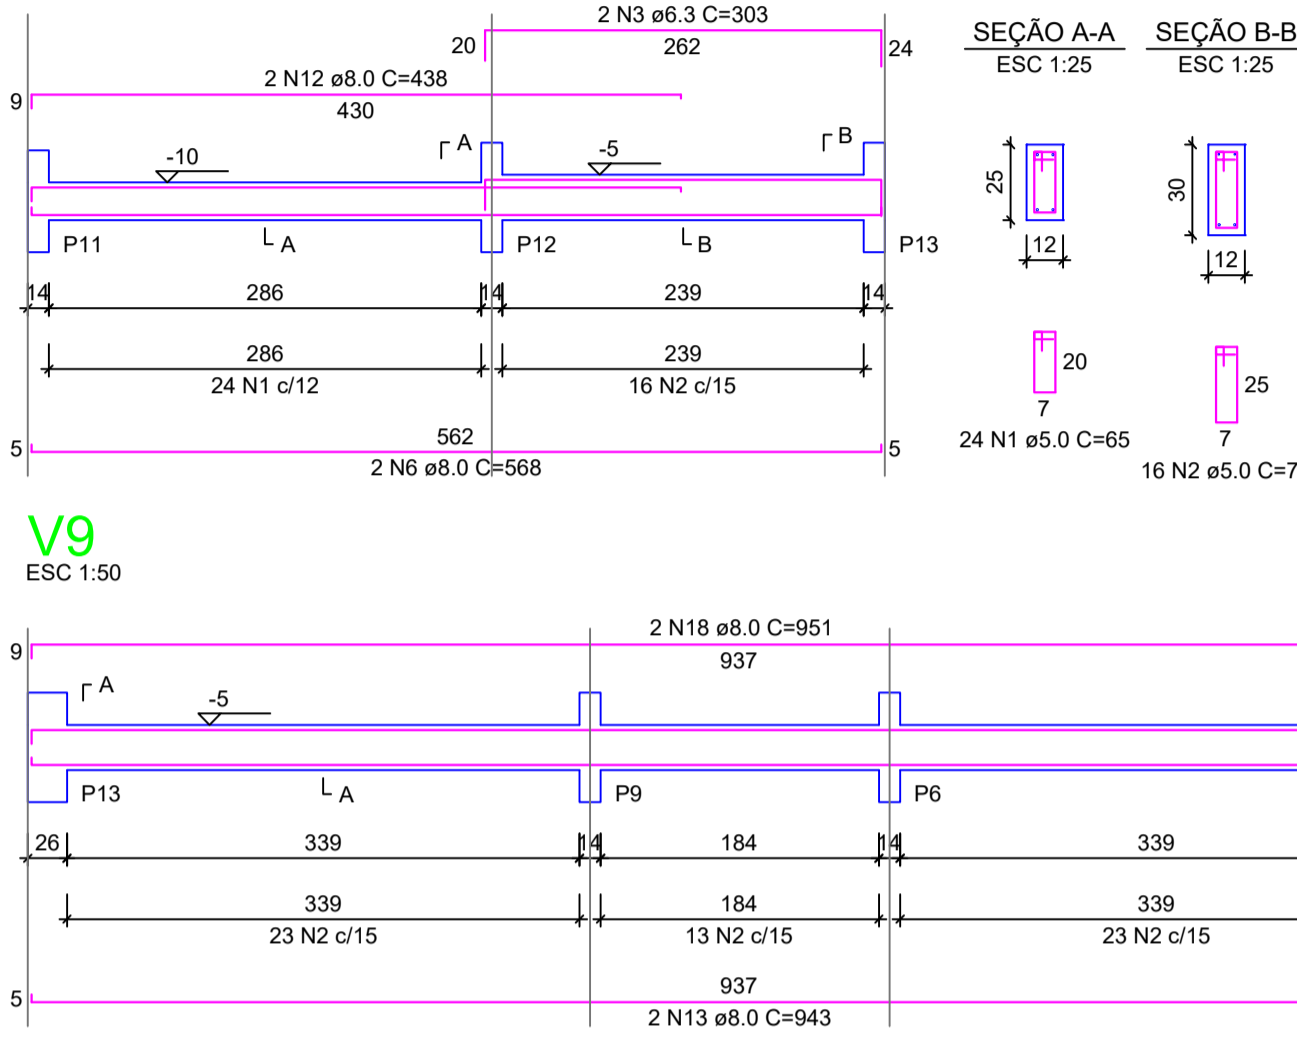 2 N3 ø6.3 C=303
20
262
24
SEÇÃO A-A
SEÇÃO B-B
ESC 1:25
ESC 1:25
2 N12 ø8.0 C=438
9
430
A
B
-10
-5
25
30
P11
A
P12
B
P13
12
12
14
286
14
239
14
286
239
24 N1 c/12
16 N2 c/15
20
25
7
7
24 N1 ø5.0 C=65
16 N2 ø5.0 C=7
5
562
5
2 N6 ø8.0 C=568
V9
ESC 1:50
2 N18 ø8.0 C=951
9
937
A
-5
P13
A
P9
P6
26
339
14
184
14
339
339
184
339
23 N2 c/15
13 N2 c/15
23 N2 c/15
5
937
2 N13 ø8.0 C=943